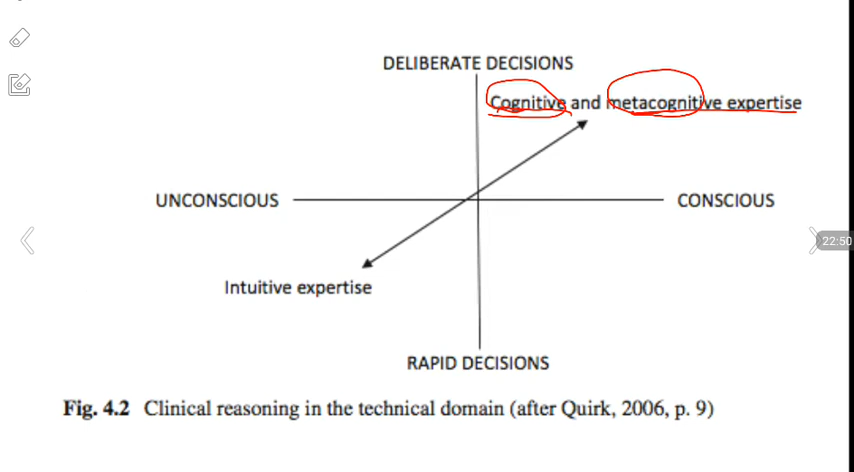 DELIBERATE DECISIONS
Cognitive and metacognitive expertise
UNCONSCIOUS
CONSCIOUS
22:50
Intuitive expertise
RAPID DECISIONS
Fig. 4.2 Clinical reasoning in the technical domain (after Quirk, 2006, p. 9)